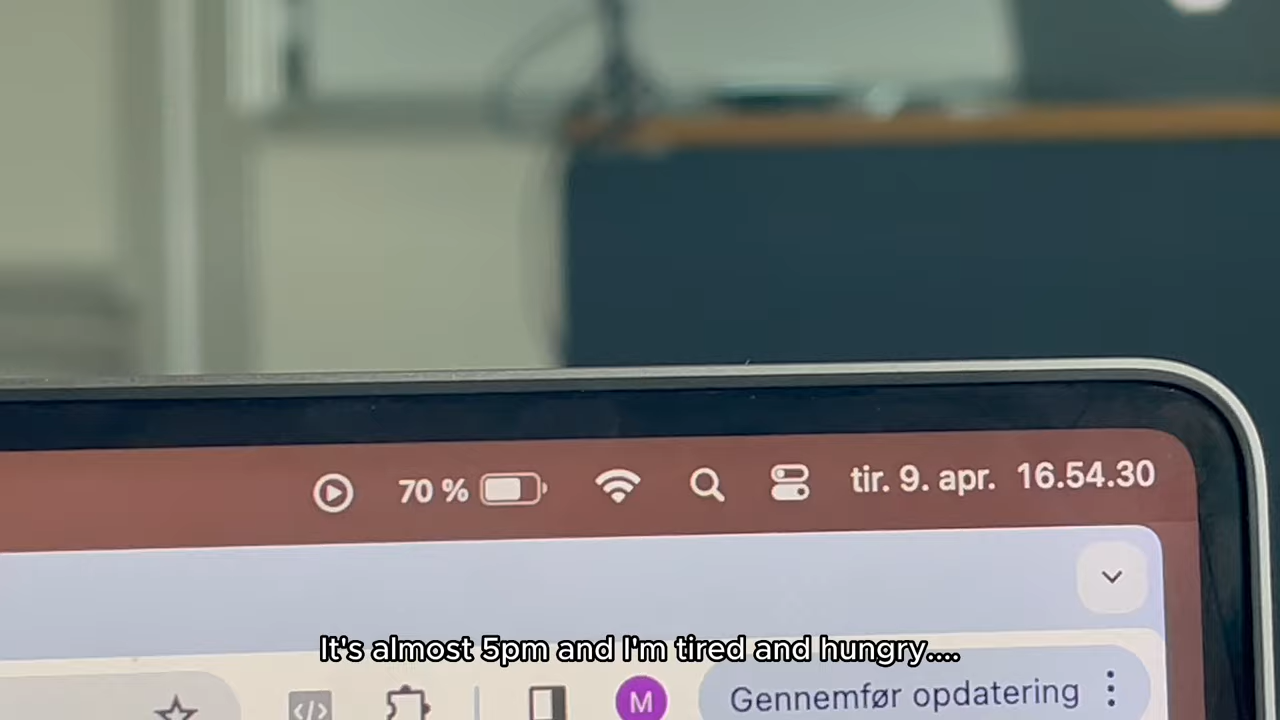 70 % tir. 9. apr. 16.54.30
It's almost 5pm and I'm tired and hungry....
</> M Gennemfør opdatering